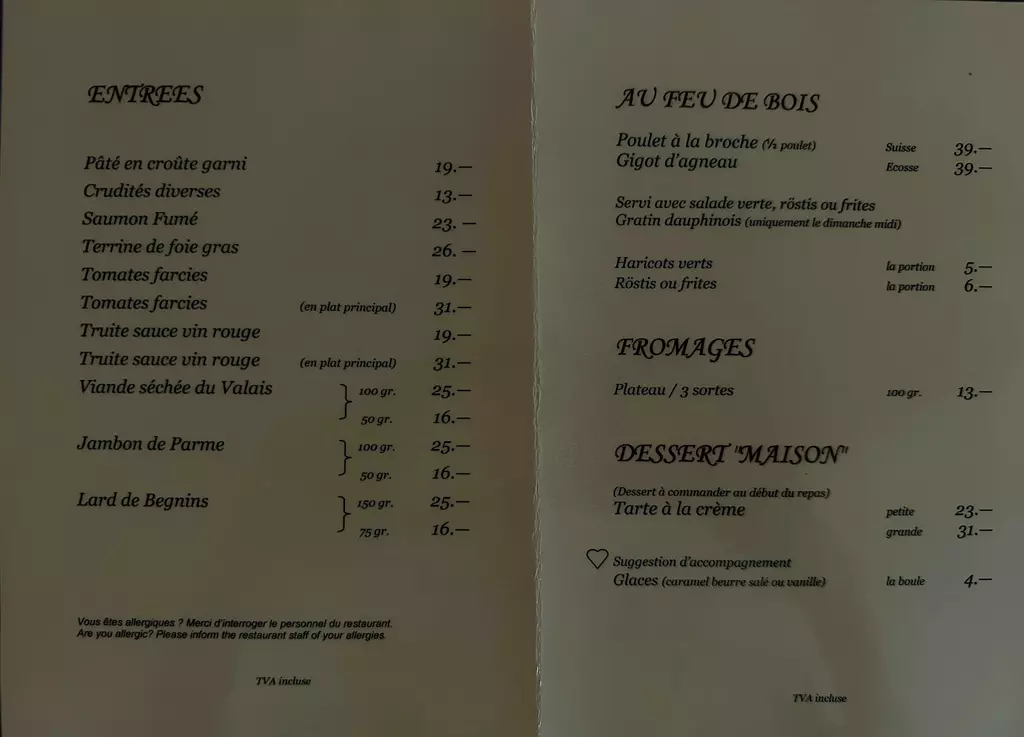 ENTREES
Pâté en croûte garni 19.—
Crudités diverses 13.—
Saumon Fumé 23. —
Terrine de foie gras 26. —
Tomates farcies 19.—
Tomates farcies (en plat principal) 31.—
Truite sauce vin rouge 19.—
Truite sauce vin rouge (en plat principal) 31.—
Viande séchée du Valais } 100 gr. 25.—
50 gr. 16.—
Jambon de Parme } 100 gr. 25.—
50 gr. 16.—
Lard de Begnins } 150 gr. 25.—
75 gr. 16.—
Vous êtes allergiques ? Merci d'interroger le personnel du restaurant.
Are you allergic? Please inform the restaurant staff of your allergies.
TVA incluse
AU FEU DE BOIS
Poulet à la broche (½ poulet) Suisse 39.—
Gigot d'agneau Ecosse 39.—
Servi avec salade verte, röstis ou frites
Gratin dauphinois (uniquement le dimanche midi)
Haricots verts la portion 5.—
Röstis ou frites la portion 6.—
FROMAGES
Plateau / 3 sortes 100 gr. 13.—
DESSERT "MAISON"
(Dessert à commander au début du repas)
Tarte à la crème petite 23.—
grande 31.—
Suggestion d'accompagnement
Glaces (caramel beurre salé ou vanille) la boule 4.—
TVA incluse